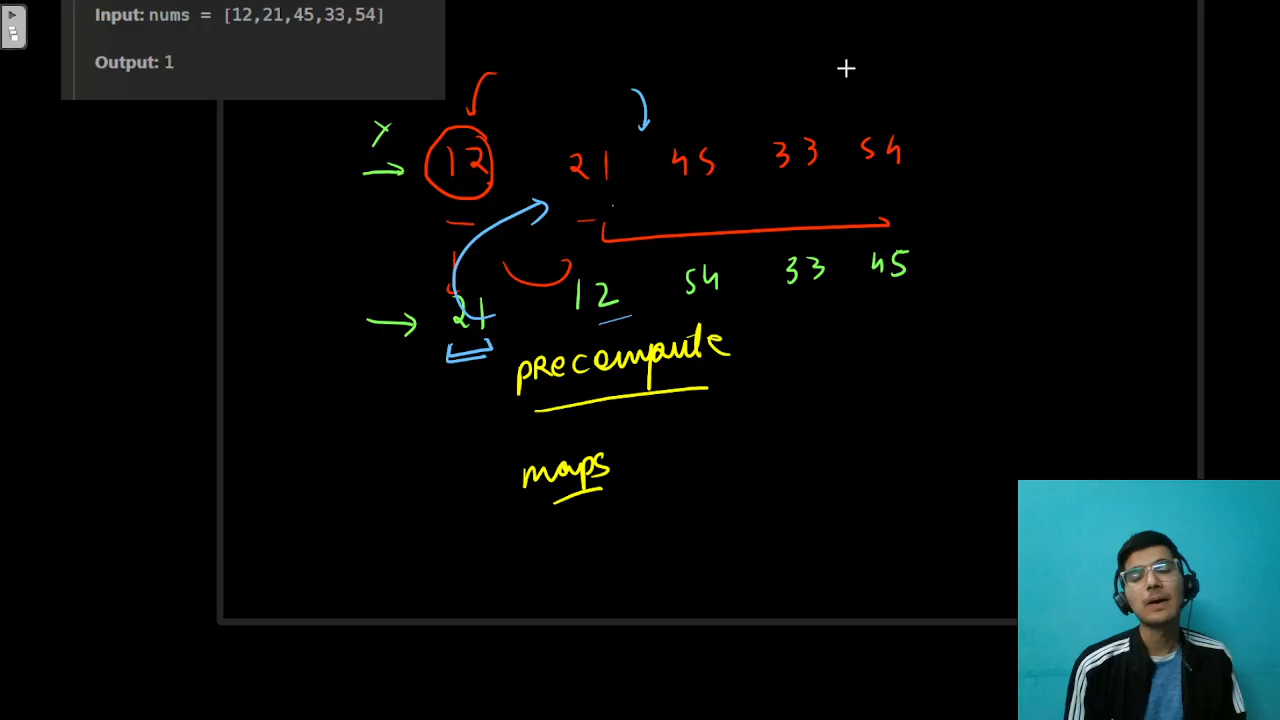 Input: nums = [12,21,45,33,54]
Output: 1
12 21 45 33 54
21 12 54 33 45
precompute
maps